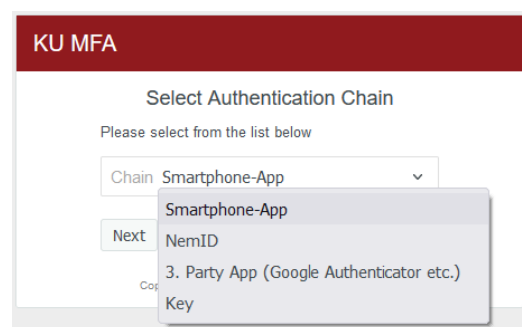 KU MFA
Select Authentication Chain
Please select from the list below
Chain Smartphone-App
Smartphone-App
Next
NemID
3. Party App (Google Authenticator etc.)
Key